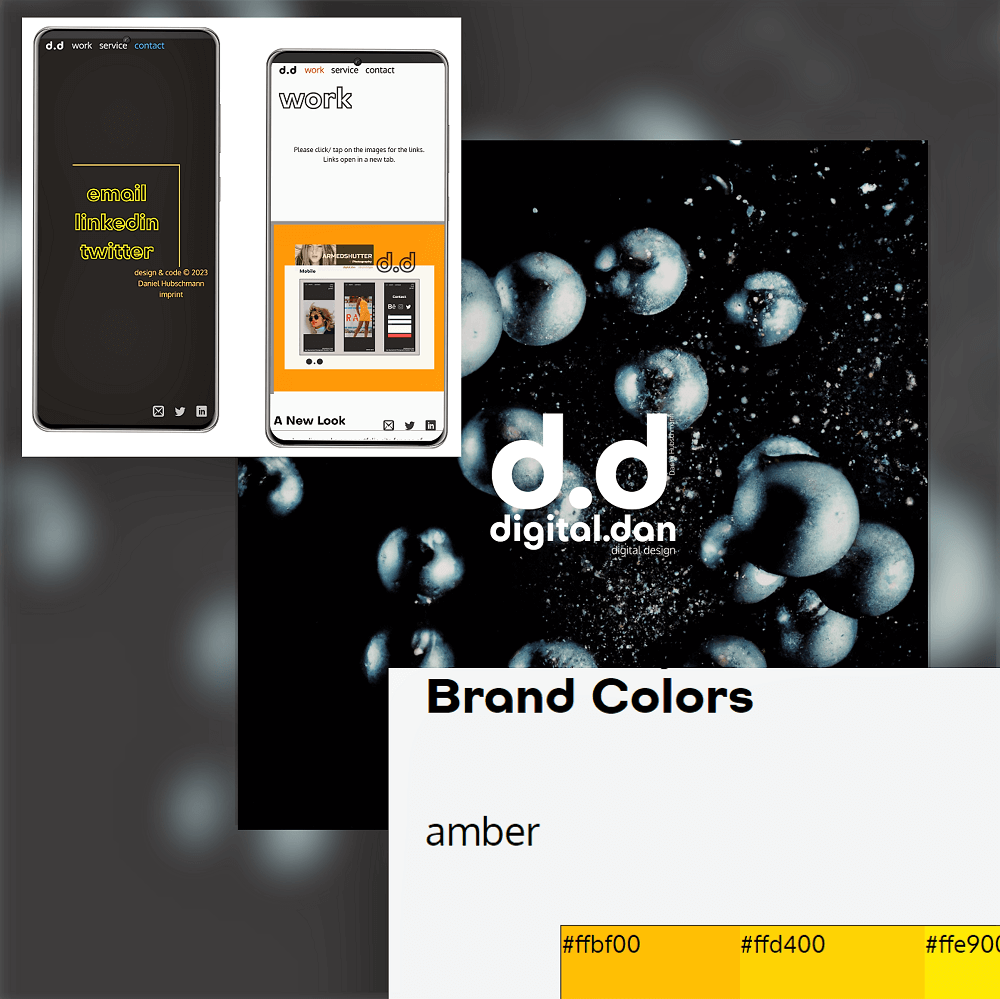 d.d work service contact
email
linkedin
twitter
design & code © 2023
Daniel Hubschmann
imprint
d.d work service contact
work
Please click/ tap on the images for the links.
Links open in a new tab.
ARMEDSHUTTER
Photography
d.d
Mobile
Contact
A New Look
d.d
digital.dan
digital design
Brand Colors
amber
#ffbf00 #ffd400 #ffe900